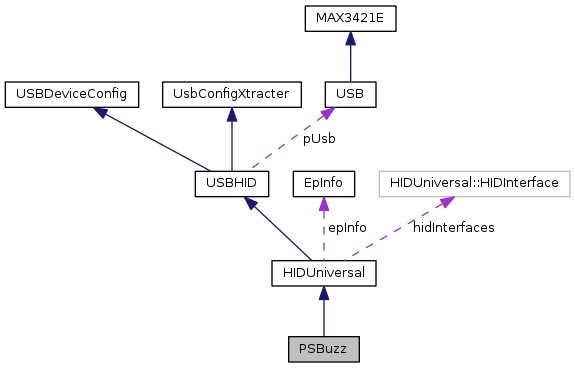 MAX3421E
USBDeviceConfig
UsbConfigXtracter
USB
pUsb
USBHID
EpInfo
HIDUniversal::HIDInterface
epInfo
hidInterfaces
HIDUniversal
PSBuzz